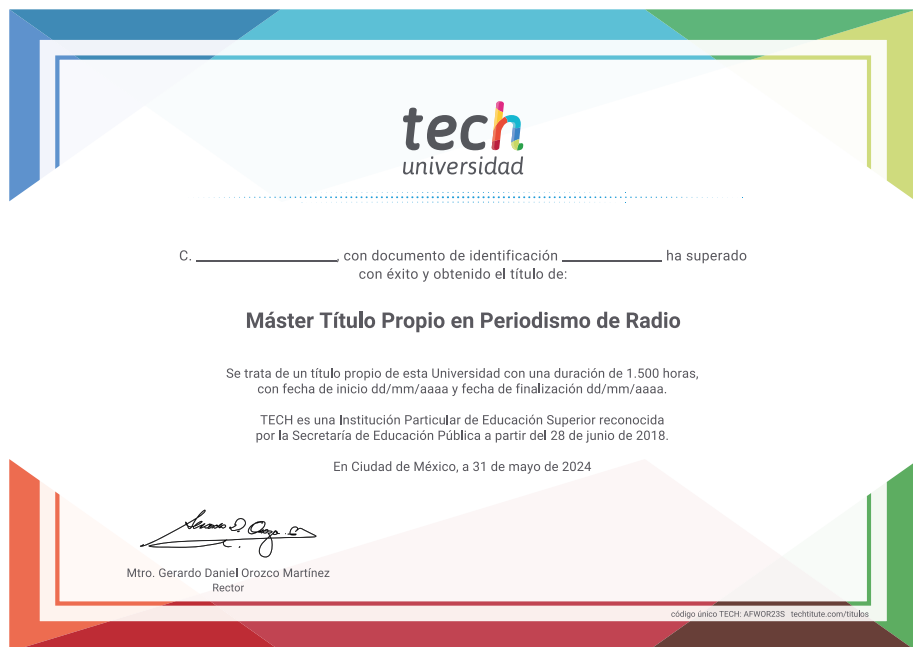 tech
universidad
C. ____________, con documento de identificación ____________ ha superado
con éxito y obtenido el título de:
Máster Título Propio en Periodismo de Radio
Se trata de un título propio de esta Universidad con una duración de 1.500 horas,
con fecha de inicio dd/mm/aaaa y fecha de finalización dd/mm/aaaa.
TECH es una Institución Particular de Educación Superior reconocida
por la Secretaría de Educación Pública a partir del 28 de junio de 2018.
En Ciudad de México, a 31 de mayo de 2024
Mtro. Gerardo Daniel Orozco Martínez
Rector
código único TECH: AFWOR23S techtitute.com/titulos